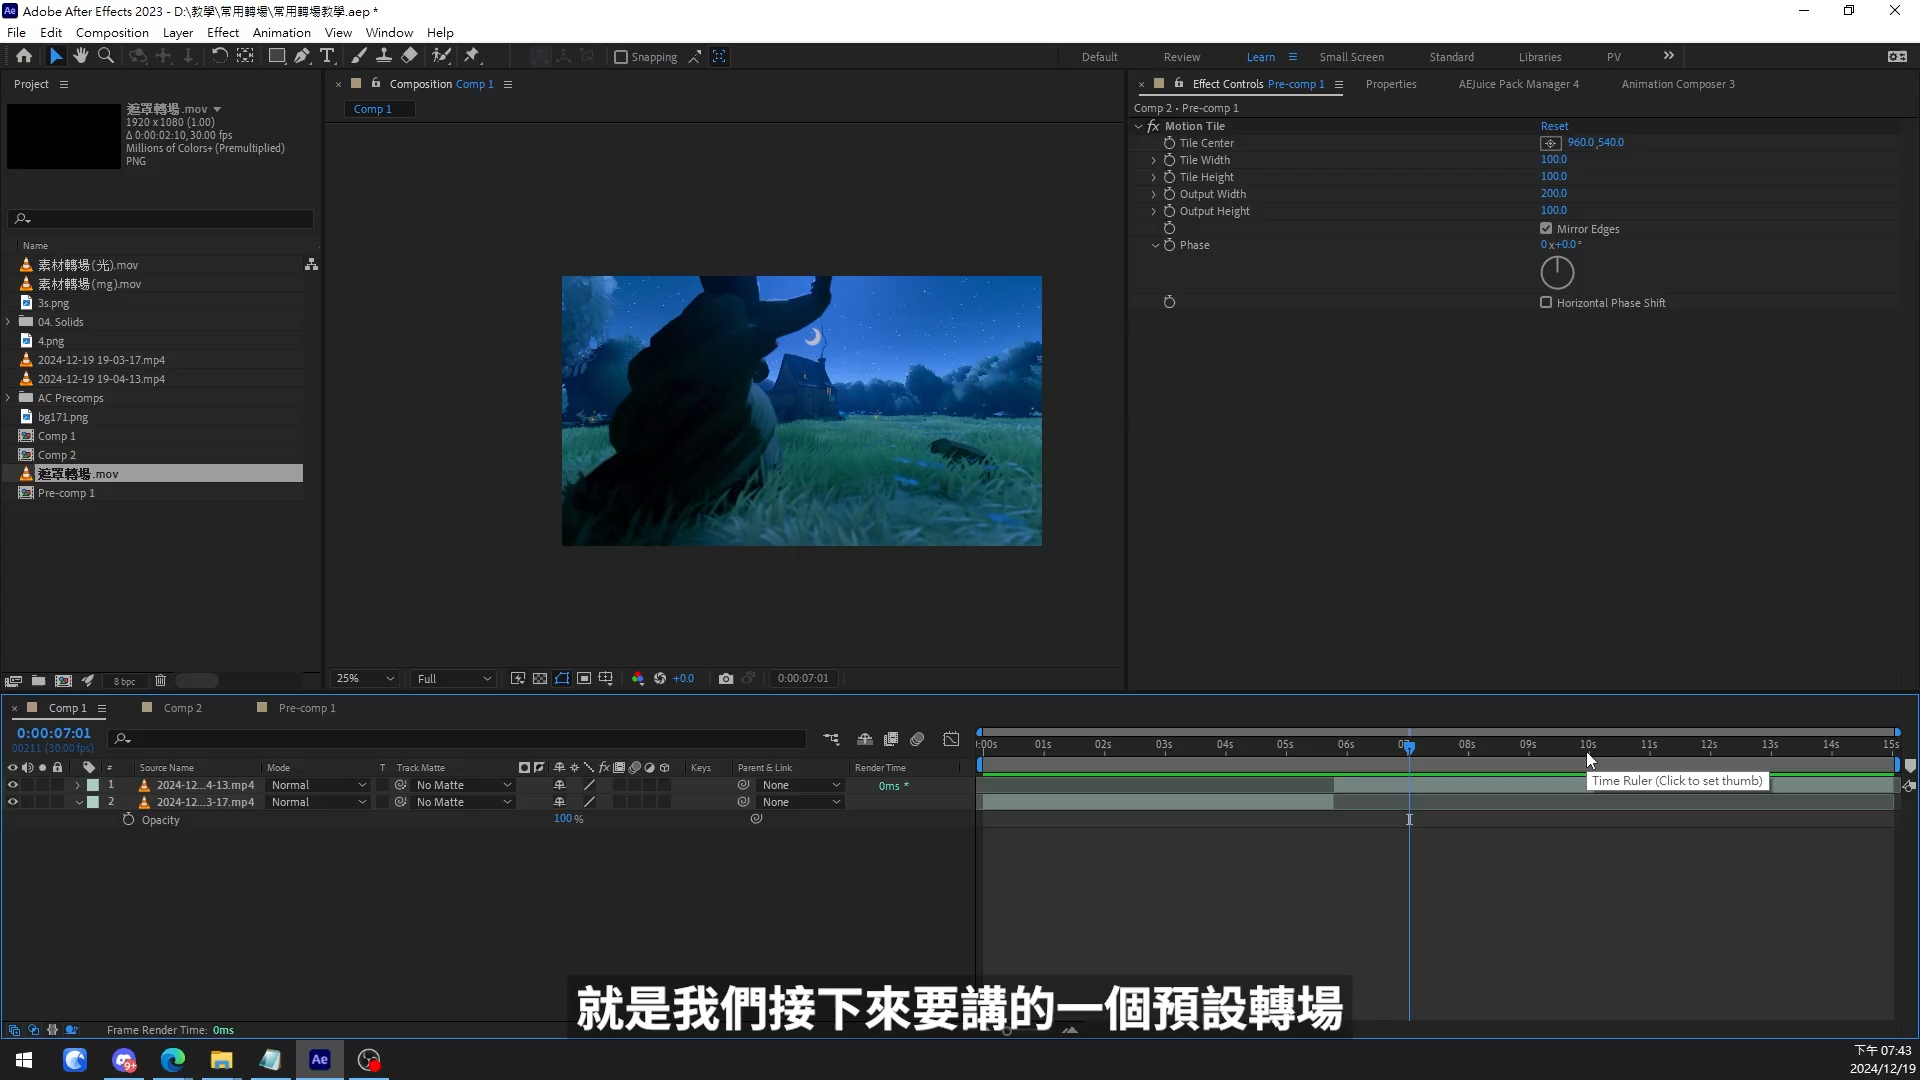 Adobe After Effects 2023 - D:\教學\常用轉場\常用轉場教學.aep *
File Edit Composition Layer Effect Animation View Window Help
Snapping
Default Review Learn Small Screen Standard Libraries PV
Project
遮罩轉場.mov
1920 x 1080 (1.00)
Δ 0:00:02:10, 30.00 fps
Millions of Colors+ (Premultiplied)
PNG
Name
素材轉場(光).mov
素材轉場(mg).mov
3s.png
04. Solids
4.png
2024-12-19 19-03-17.mp4
2024-12-19 19-04-13.mp4
AC Precomps
bg171.png
Comp 1
Comp 2
遮罩轉場.mov
Pre-comp 1
8 bpc
Composition Comp 1
Comp 1
25% Full +0.0 0:00:07:01
Effect Controls Pre-comp 1 Properties AEJuice Pack Manager 4 Animation Composer 3
Comp 2 • Pre-comp 1
fx Motion Tile Reset
Tile Center 960.0,540.0
Tile Width 100.0
Tile Height 100.0
Output Width 200.0
Output Height 100.0
Mirror Edges
Phase 0x+0.0°
Horizontal Phase Shift
Comp 1 Comp 2 Pre-comp 1
0:00:07:01
00211 (30.00 fps)
:00s 01s 02s 03s 04s 05s 06s 07s 08s 09s 10s 11s 12s 13s 14s 15s
# Source Name Mode T Track Matte fx Keys Parent & Link Render Time
1 2024-12...4-13.mp4 Normal No Matte None 0ms *
2 2024-12...3-17.mp4 Normal No Matte None
Opacity 100 %
Time Ruler (Click to set thumb)
就是我們接下來要講的一個預設轉場
Frame Render Time: 0ms
9+
Ae
下午 07:43
2024/12/19